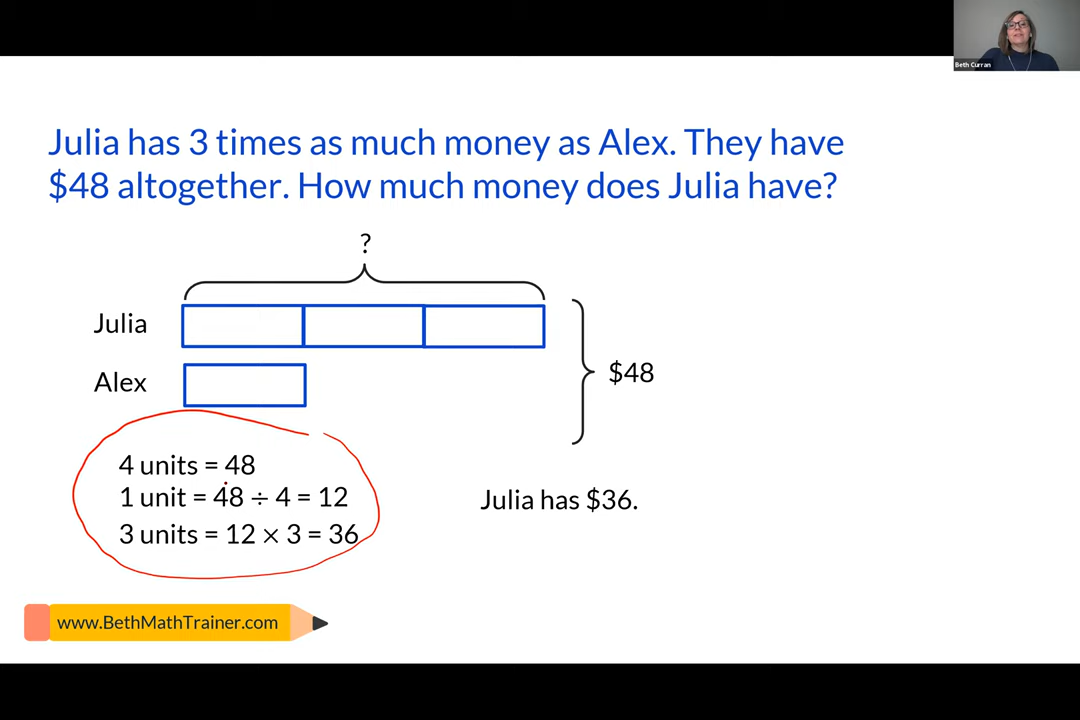 Beth Curran
Julia has 3 times as much money as Alex. They have
$48 altogether. How much money does Julia have?
?
Julia
Alex
$48
4 units = 48
1 unit = 48 ÷ 4 = 12
3 units = 12 × 3 = 36
Julia has $36.
www.BethMathTrainer.com